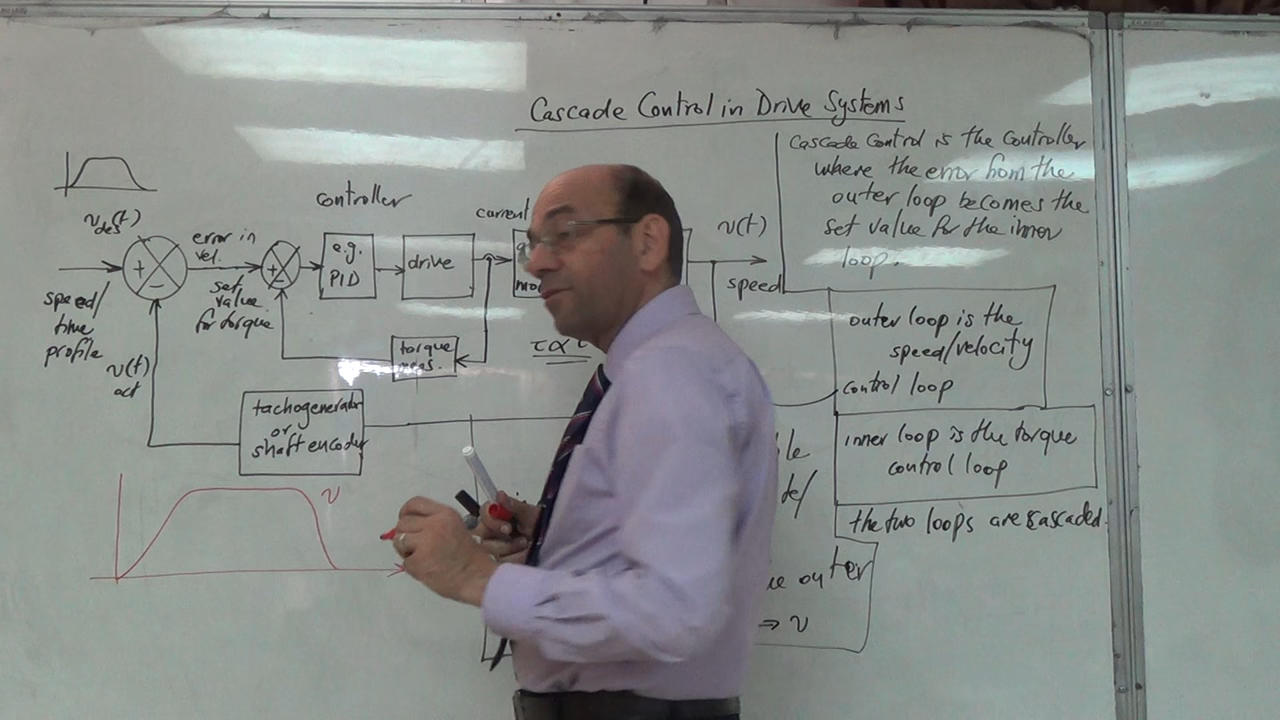 Cascade Control in Drive Systems
Cascade Control is the Controller
where the error from the
outer loop becomes the
set value for the inner
loop.
outer loop is the
speed/velocity
control loop
inner loop is the torque
control loop
the two loops are cascaded.
controller
v_des(t)
+
−
error in
vel.
set value
for torque
+
−
e.g.
PID
drive
current
v(t)
speed
speed/
time
profile
v(t)
act
torque
meas.
τ α i
tachogenerator
or
shaft encoder
v
outer
⇒ v